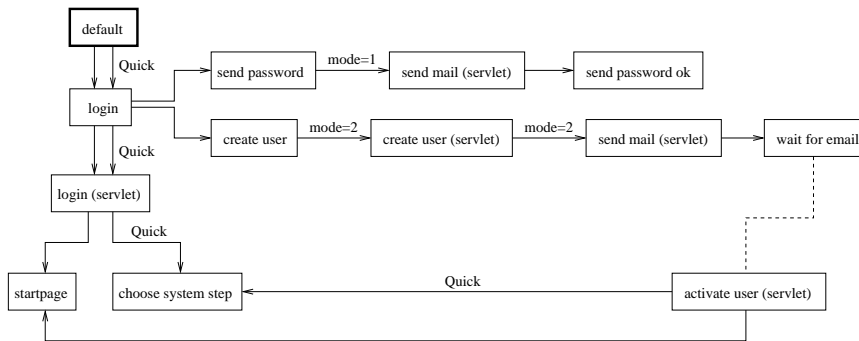 default
Quick
send password
mode=1
send mail (servlet)
send password ok
login
create user
mode=2
create user (servlet)
mode=2
send mail (servlet)
wait for email
Quick
login (servlet)
Quick
startpage
choose system step
Quick
activate user (servlet)